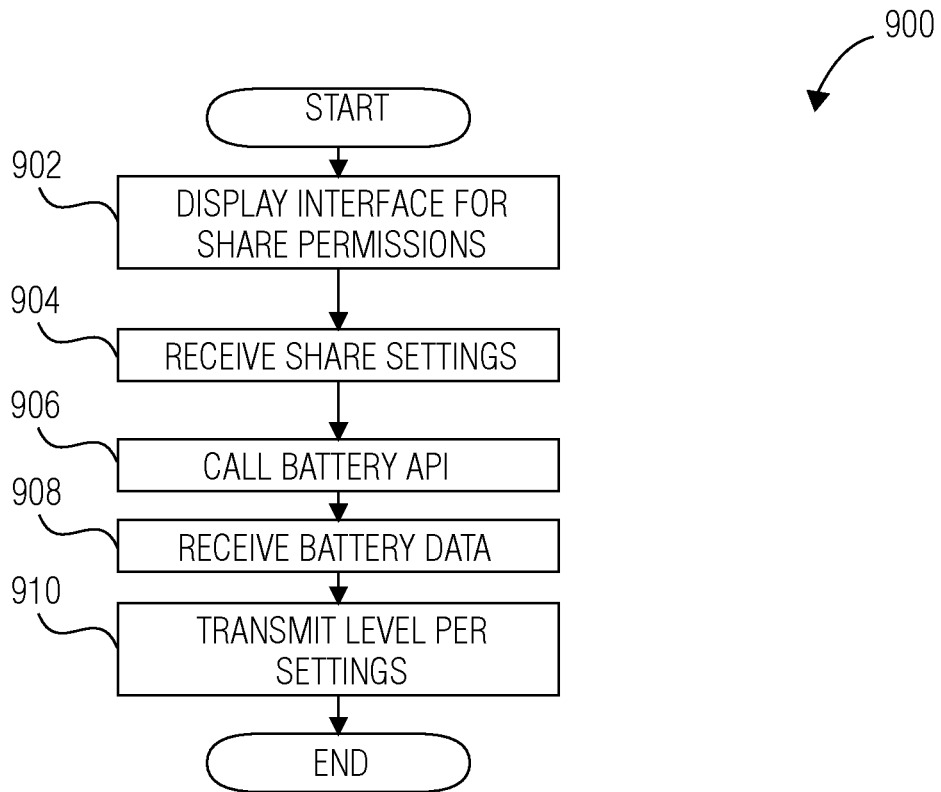 900
START
902
DISPLAY INTERFACE FOR
SHARE PERMISSIONS
904
RECEIVE SHARE SETTINGS
906
CALL BATTERY API
908
RECEIVE BATTERY DATA
910
TRANSMIT LEVEL PER
SETTINGS
END